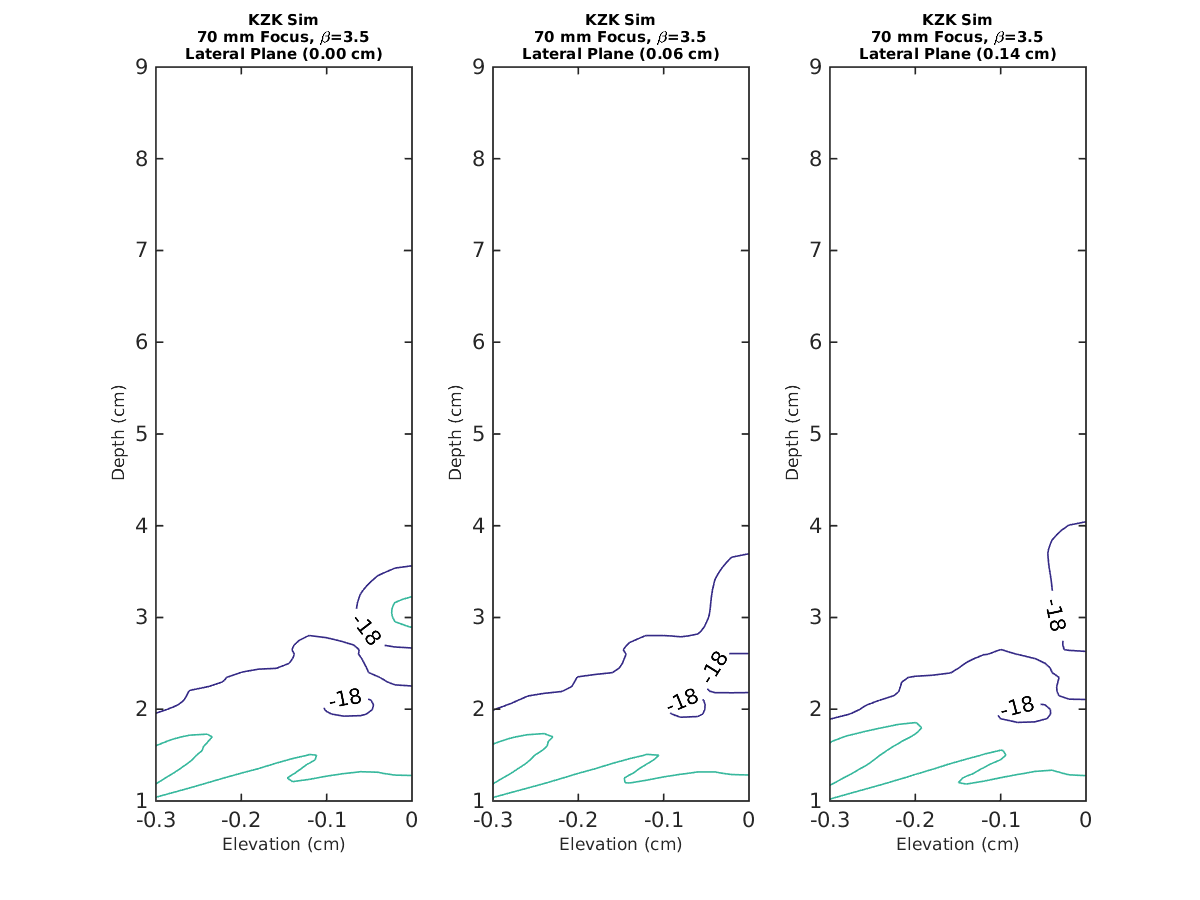 KZK Sim
70 mm Focus, β=3.5
Lateral Plane (0.00 cm)
9
8
7
6
5
4
3
2
1
-0.3 -0.2 -0.1 0
Depth (cm)
Elevation (cm)
-18
-18
KZK Sim
70 mm Focus, β=3.5
Lateral Plane (0.06 cm)
9
8
7
6
5
4
3
2
1
-0.3 -0.2 -0.1 0
Depth (cm)
Elevation (cm)
-18
-18
KZK Sim
70 mm Focus, β=3.5
Lateral Plane (0.14 cm)
9
8
7
6
5
4
3
2
1
-0.3 -0.2 -0.1 0
Depth (cm)
Elevation (cm)
-18
-18